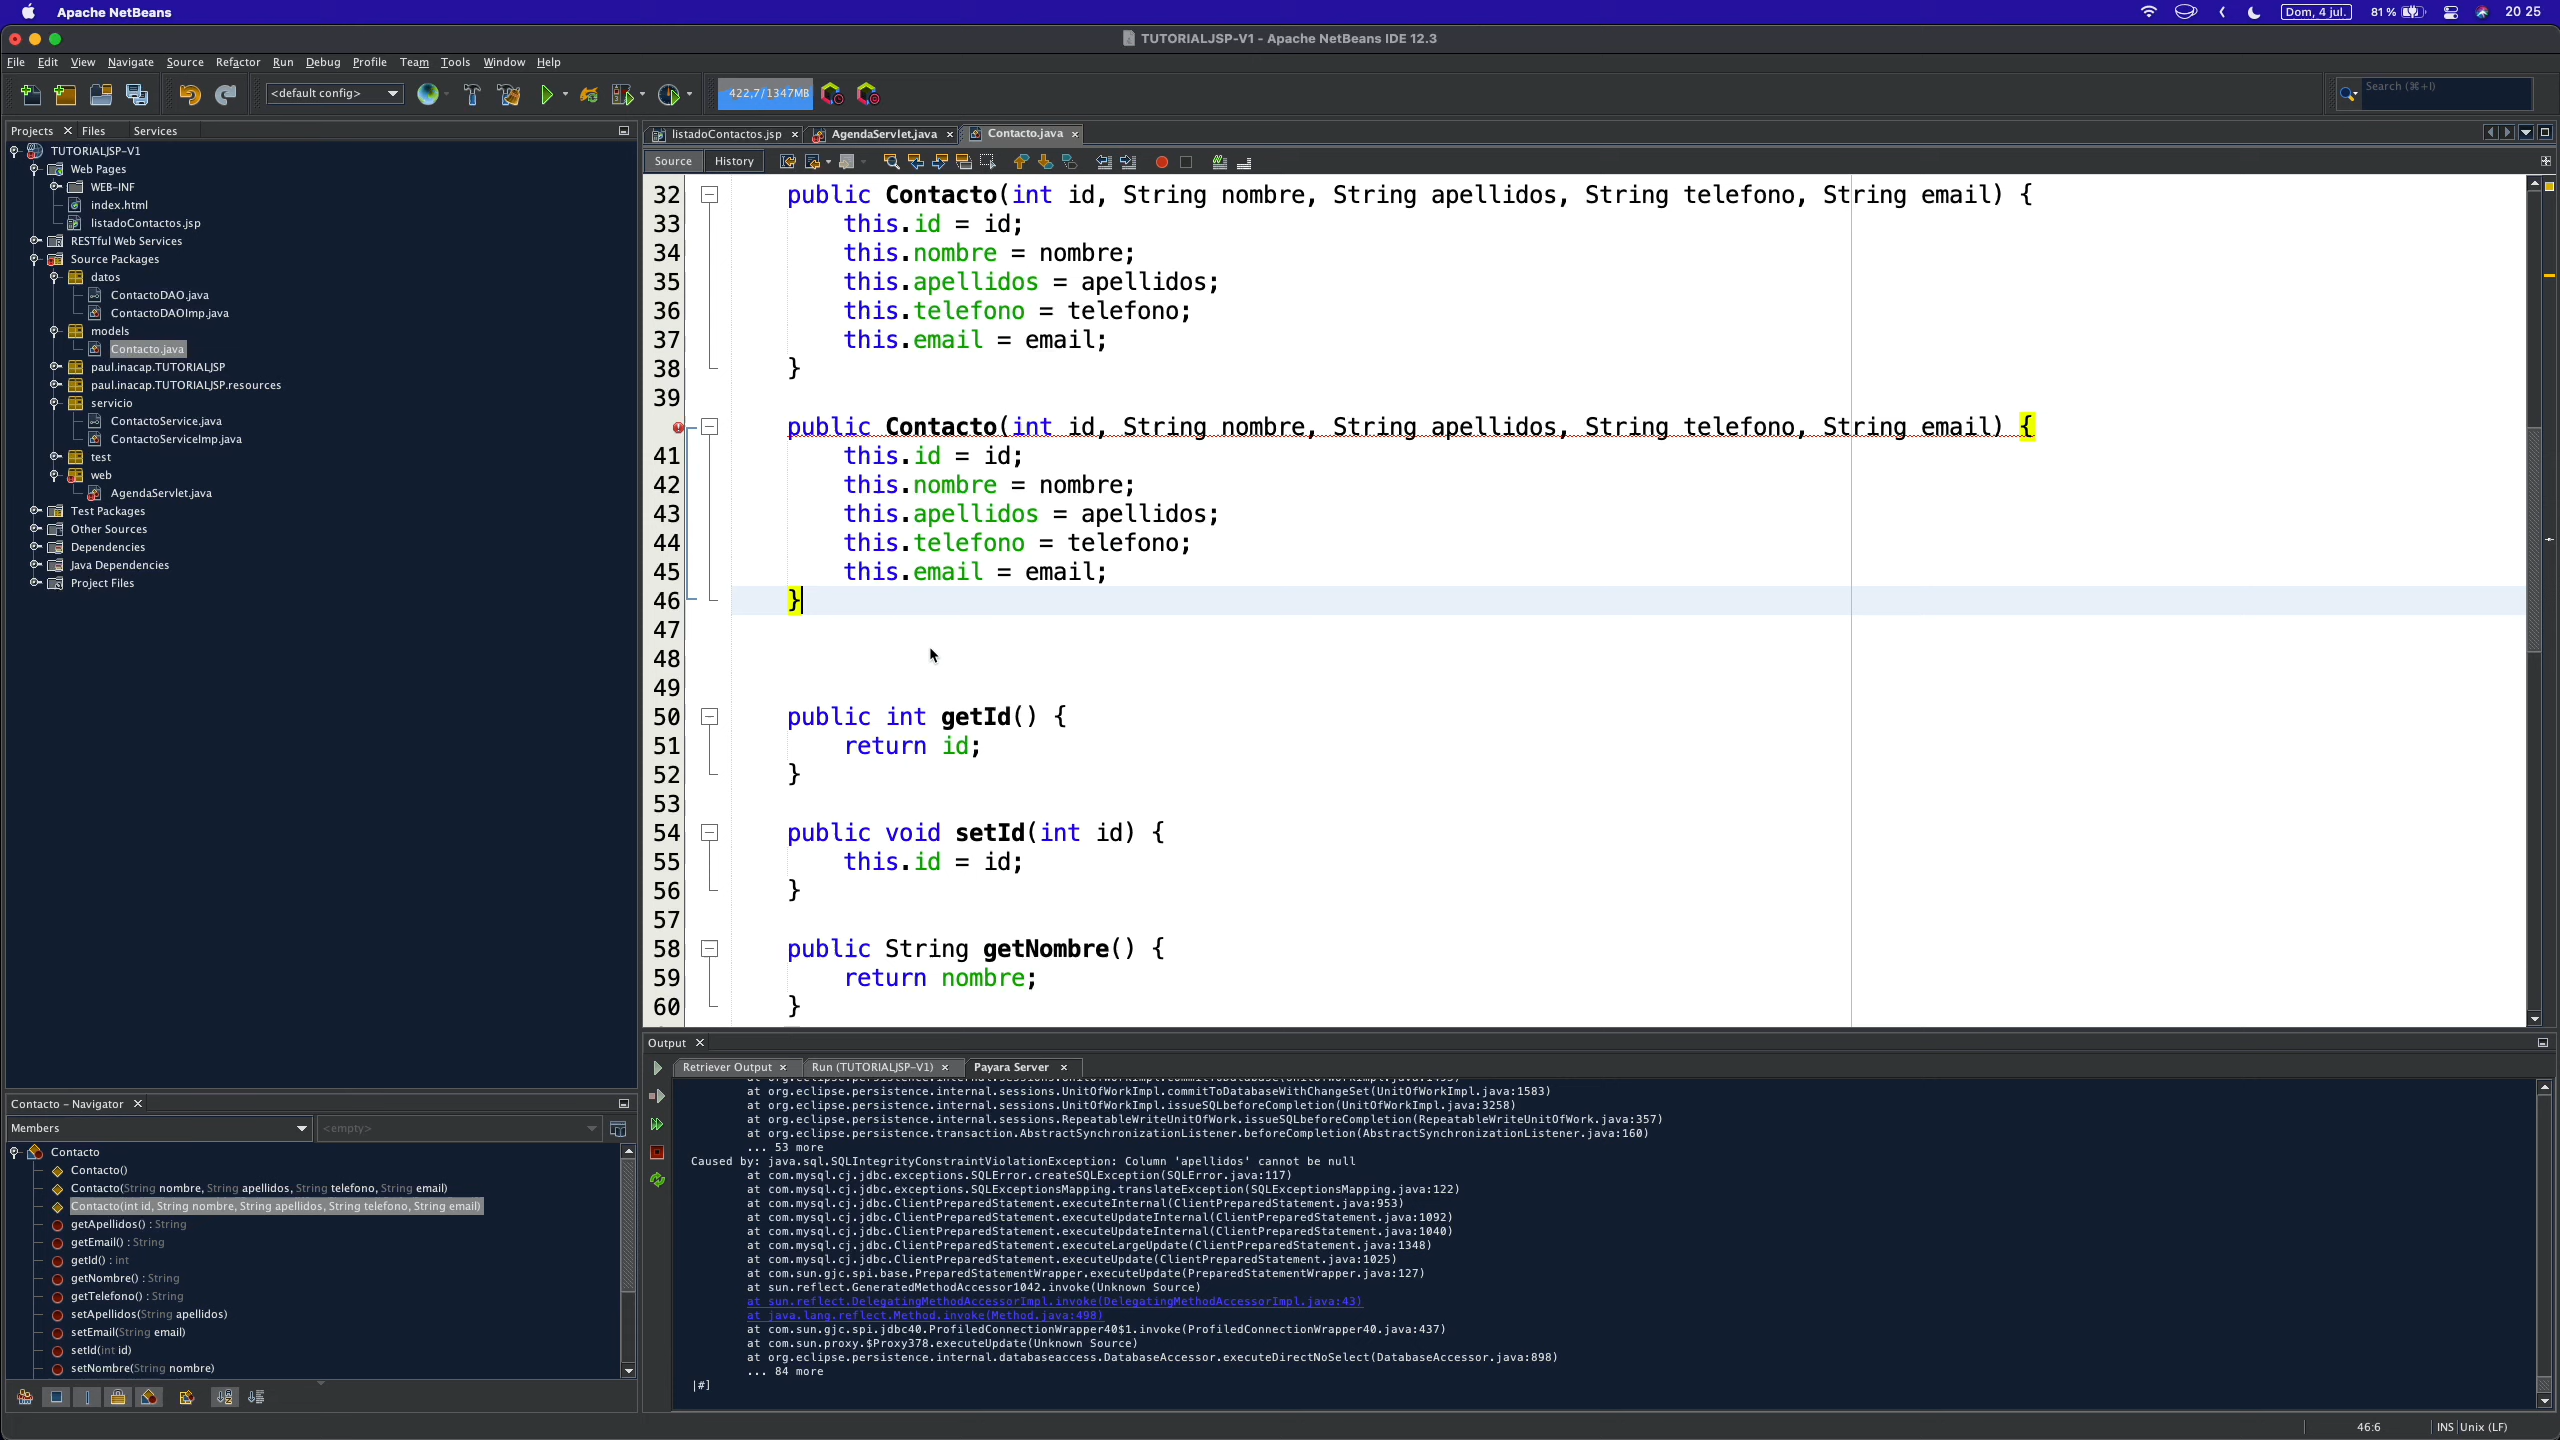 Apache NetBeans
Dom, 4 jul.
81 %
20 25
TUTORIALJSP-V1 - Apache NetBeans IDE 12.3
File Edit View Navigate Source Refactor Run Debug Profile Team Tools Window Help
<default config>
422,7/1347MB
Search (⌘+I)
Projects Files Services
TUTORIALJSP-V1
Web Pages
WEB-INF
index.html
listadoContactos.jsp
RESTful Web Services
Source Packages
datos
ContactoDAO.java
ContactoDAOImp.java
models
Contacto.java
paul.inacap.TUTORIALJSP
paul.inacap.TUTORIALJSP.resources
servicio
ContactoService.java
ContactoServiceImp.java
test
web
AgendaServlet.java
Test Packages
Other Sources
Dependencies
Java Dependencies
Project Files
listadoContactos.jsp AgendaServlet.java Contacto.java
Source History
32 public Contacto(int id, String nombre, String apellidos, String telefono, String email) {
33 this.id = id;
34 this.nombre = nombre;
35 this.apellidos = apellidos;
36 this.telefono = telefono;
37 this.email = email;
38 }
39
public Contacto(int id, String nombre, String apellidos, String telefono, String email) {
41 this.id = id;
42 this.nombre = nombre;
43 this.apellidos = apellidos;
44 this.telefono = telefono;
45 this.email = email;
46 }
47
48
49
50 public int getId() {
51 return id;
52 }
53
54 public void setId(int id) {
55 this.id = id;
56 }
57
58 public String getNombre() {
59 return nombre;
60 }
Contacto - Navigator
Members <empty>
Contacto
Contacto()
Contacto(String nombre, String apellidos, String telefono, String email)
Contacto(int id, String nombre, String apellidos, String telefono, String email)
getApellidos() : String
getEmail() : String
getId() : int
getNombre() : String
getTelefono() : String
setApellidos(String apellidos)
setEmail(String email)
setId(int id)
setNombre(String nombre)
Output
Retriever Output Run (TUTORIALJSP-V1) Payara Server
at org.eclipse.persistence.internal.sessions.UnitOfWorkImpl.commitToDatabaseWithChangeSet(UnitOfWorkImpl.java:1583)
at org.eclipse.persistence.internal.sessions.UnitOfWorkImpl.issueSQLbeforeCompletion(UnitOfWorkImpl.java:3258)
at org.eclipse.persistence.internal.sessions.RepeatableWriteUnitOfWork.issueSQLbeforeCompletion(RepeatableWriteUnitOfWork.java:357)
at org.eclipse.persistence.transaction.AbstractSynchronizationListener.beforeCompletion(AbstractSynchronizationListener.java:160)
... 53 more
Caused by: java.sql.SQLIntegrityConstraintViolationException: Column 'apellidos' cannot be null
at com.mysql.cj.jdbc.exceptions.SQLError.createSQLException(SQLError.java:117)
at com.mysql.cj.jdbc.exceptions.SQLExceptionsMapping.translateException(SQLExceptionsMapping.java:122)
at com.mysql.cj.jdbc.ClientPreparedStatement.executeInternal(ClientPreparedStatement.java:953)
at com.mysql.cj.jdbc.ClientPreparedStatement.executeUpdateInternal(ClientPreparedStatement.java:1092)
at com.mysql.cj.jdbc.ClientPreparedStatement.executeUpdateInternal(ClientPreparedStatement.java:1040)
at com.mysql.cj.jdbc.ClientPreparedStatement.executeLargeUpdate(ClientPreparedStatement.java:1348)
at com.mysql.cj.jdbc.ClientPreparedStatement.executeUpdate(ClientPreparedStatement.java:1025)
at com.sun.gjc.spi.base.PreparedStatementWrapper.executeUpdate(PreparedStatementWrapper.java:127)
at sun.reflect.GeneratedMethodAccessor1042.invoke(Unknown Source)
at sun.reflect.DelegatingMethodAccessorImpl.invoke(DelegatingMethodAccessorImpl.java:43)
at java.lang.reflect.Method.invoke(Method.java:498)
at com.sun.gjc.spi.jdbc40.ProfiledConnectionWrapper40$1.invoke(ProfiledConnectionWrapper40.java:437)
at com.sun.proxy.$Proxy378.executeUpdate(Unknown Source)
at org.eclipse.persistence.internal.databaseaccess.DatabaseAccessor.executeDirectNoSelect(DatabaseAccessor.java:898)
... 84 more
|#]
46:6 INS Unix (LF)